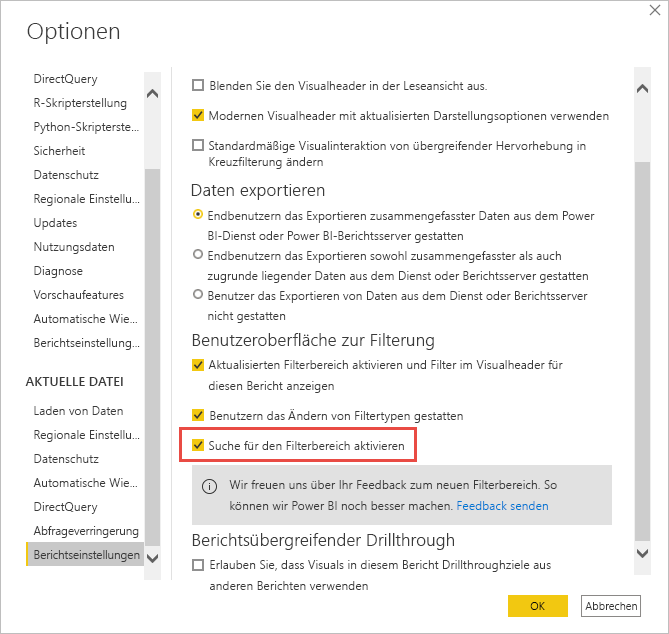 Optionen
DirectQuery
R-Skripterstellung
Python-Skripterste...
Sicherheit
Datenschutz
Regionale Einstellu...
Updates
Nutzungsdaten
Diagnose
Vorschaufeatures
Automatische Wie...
Berichtseinstellung...
AKTUELLE DATEI
Laden von Daten
Regionale Einstellu...
Datenschutz
Automatische Wie...
DirectQuery
Abfrageverringerung
Berichtseinstellungen
Blenden Sie den Visualheader in der Leseansicht aus.
Modernen Visualheader mit aktualisierten Darstellungsoptionen verwenden
Standardmäßige Visualinteraktion von übergreifender Hervorhebung in
Kreuzfilterung ändern
Daten exportieren
Endbenutzern das Exportieren zusammengefasster Daten aus dem Power
BI-Dienst oder Power BI-Berichtsserver gestatten
Endbenutzern das Exportieren sowohl zusammengefasster als auch
zugrunde liegender Daten aus dem Dienst oder Berichtsserver gestatten
Benutzer das Exportieren von Daten aus dem Dienst oder Berichtsserver
nicht gestatten
Benutzeroberfläche zur Filterung
Aktualisierten Filterbereich aktivieren und Filter im Visualheader für
diesen Bericht anzeigen
Benutzern das Ändern von Filtertypen gestatten
Suche für den Filterbereich aktivieren
Wir freuen uns über Ihr Feedback zum neuen Filterbereich. So
können wir Power BI noch besser machen. Feedback senden
Berichtsübergreifender Drillthrough
Erlauben Sie, dass Visuals in diesem Bericht Drillthroughziele aus
anderen Berichten verwenden
OK
Abbrechen